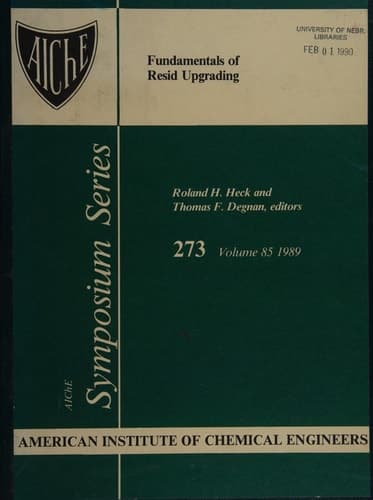 AIChE
UNIVERSITY OF NEBR.
LIBRARIES
FEB 01 1990
Fundamentals of
Resid Upgrading
Roland H. Heck and
Thomas F. Degnan, editors
273 Volume 85 1989
AIChE
Symposium Series
AMERICAN INSTITUTE OF CHEMICAL ENGINEERS